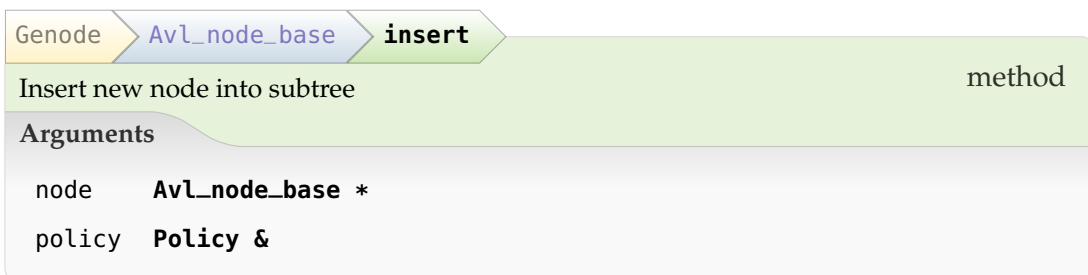 Genode Avl_node_base insert
method
Insert new node into subtree
Arguments
node Avl_node_base *
policy Policy &